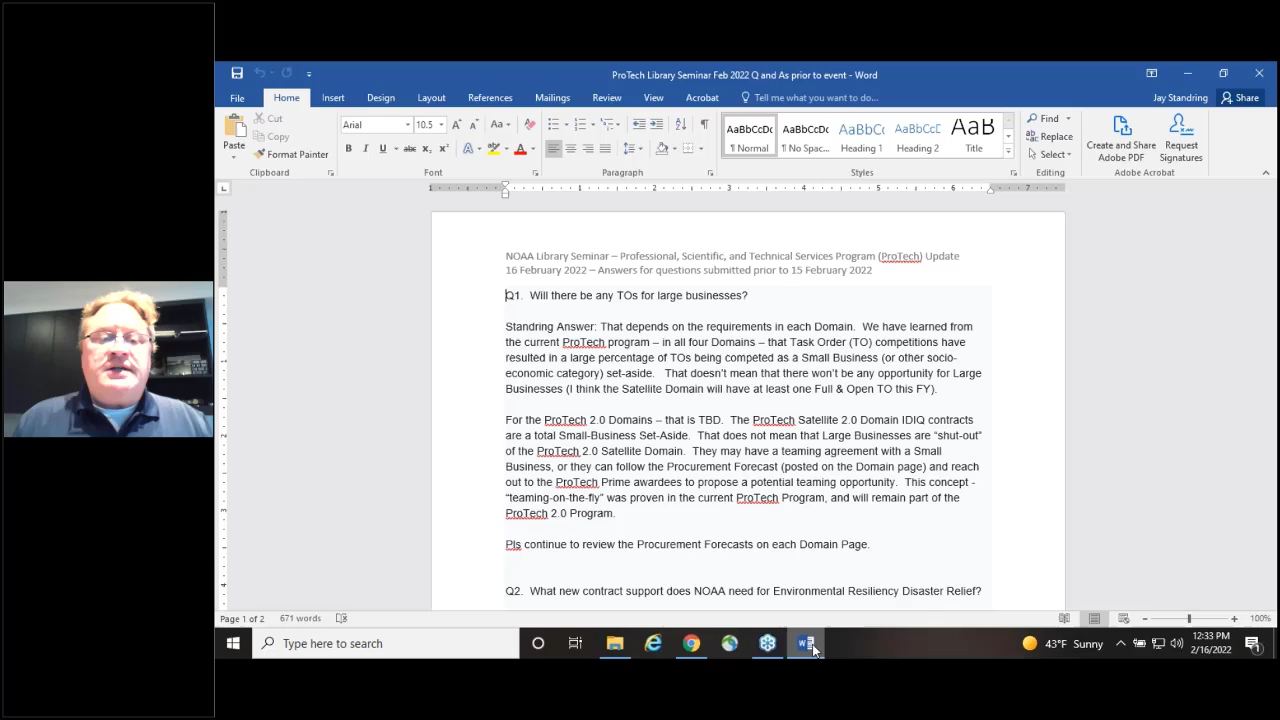 ProTech Library Seminar Feb 2022 Q and As prior to event - Word
File Home Insert Design Layout References Mailings Review View Acrobat Tell me what you want to do... Jay Standring Share
Paste Cut Copy Format Painter
Clipboard
Arial 10.5
Font
Paragraph
AaBbCcDc AaBbCcDc AaBbCc AaBbCcD AaB
¶ Normal ¶ No Spac... Heading 1 Heading 2 Title
Styles
Find
Replace
Select
Editing
Create and Share
Adobe PDF
Request
Signatures
Adobe Acrobat
NOAA Library Seminar – Professional, Scientific, and Technical Services Program (ProTech) Update
16 February 2022 – Answers for questions submitted prior to 15 February 2022
Q1. Will there be any TOs for large businesses?
Standring Answer: That depends on the requirements in each Domain. We have learned from
the current ProTech program – in all four Domains – that Task Order (TO) competitions have
resulted in a large percentage of TOs being competed as a Small Business (or other socio-
economic category) set-aside. That doesn't mean that there won't be any opportunity for Large
Businesses (I think the Satellite Domain will have at least one Full & Open TO this FY).
For the ProTech 2.0 Domains – that is TBD. The ProTech Satellite 2.0 Domain IDIQ contracts
are a total Small-Business Set-Aside. That does not mean that Large Businesses are “shut-out”
of the ProTech 2.0 Satellite Domain. They may have a teaming agreement with a Small
Business, or they can follow the Procurement Forecast (posted on the Domain page) and reach
out to the ProTech Prime awardees to propose a potential teaming opportunity. This concept -
“teaming-on-the-fly” was proven in the current ProTech Program, and will remain part of the
ProTech 2.0 Program.
Pls continue to review the Procurement Forecasts on each Domain Page.
Q2. What new contract support does NOAA need for Environmental Resiliency Disaster Relief?
Page 1 of 2 671 words 100%
Type here to search
43°F Sunny
12:33 PM
2/16/2022